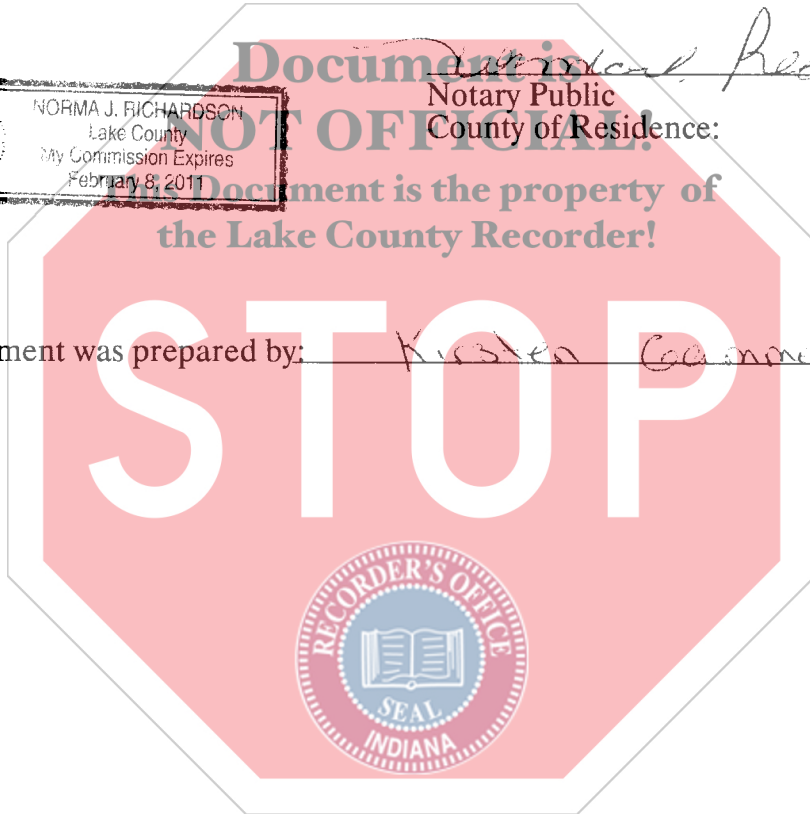 Document is
NOT OFFICIAL!
This Document is the property of
the Lake County Recorder!
Notary Public
County of Residence:
NORMA J. RICHARDSON
Lake County
My Commission Expires
February 8, 2011
ment was prepared by: Kirsten
STOP
RECORDER'S OFFICE
SEAL
INDIANA